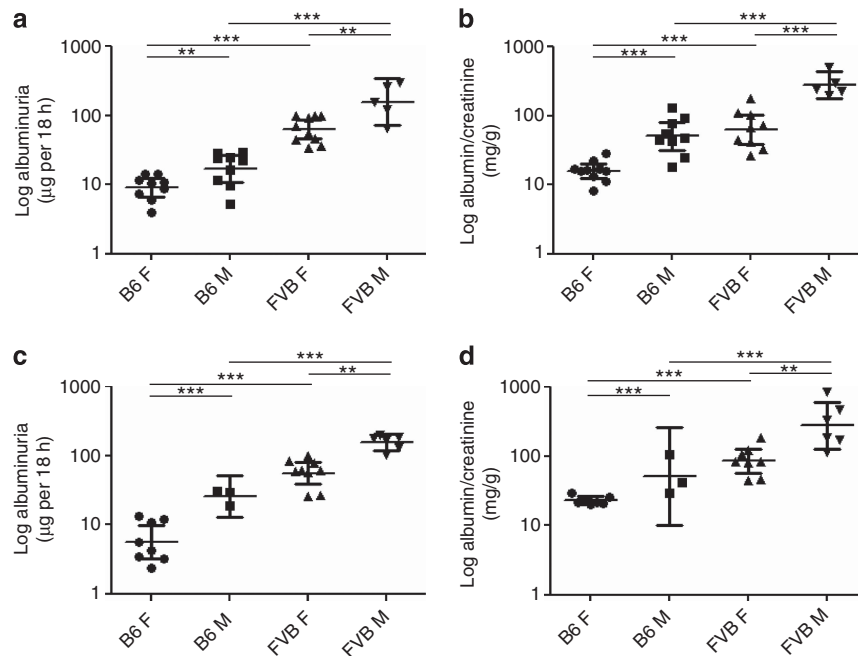 a
***
***
**
**
1000
100
10
1
Log albuminuria
(µg per 18 h)
B6 F
B6 M
FVB F
FVB M
b
***
***
***
***
1000
100
10
1
Log albumin/creatinine
(mg/g)
B6 F
B6 M
FVB F
FVB M
c
***
***
**
***
1000
100
10
1
Log albuminuria
(µg per 18 h)
B6 F
B6 M
FVB F
FVB M
d
***
***
**
***
1000
100
10
1
Log albumin/creatinine
(mg/g)
B6 F
B6 M
FVB F
FVB M